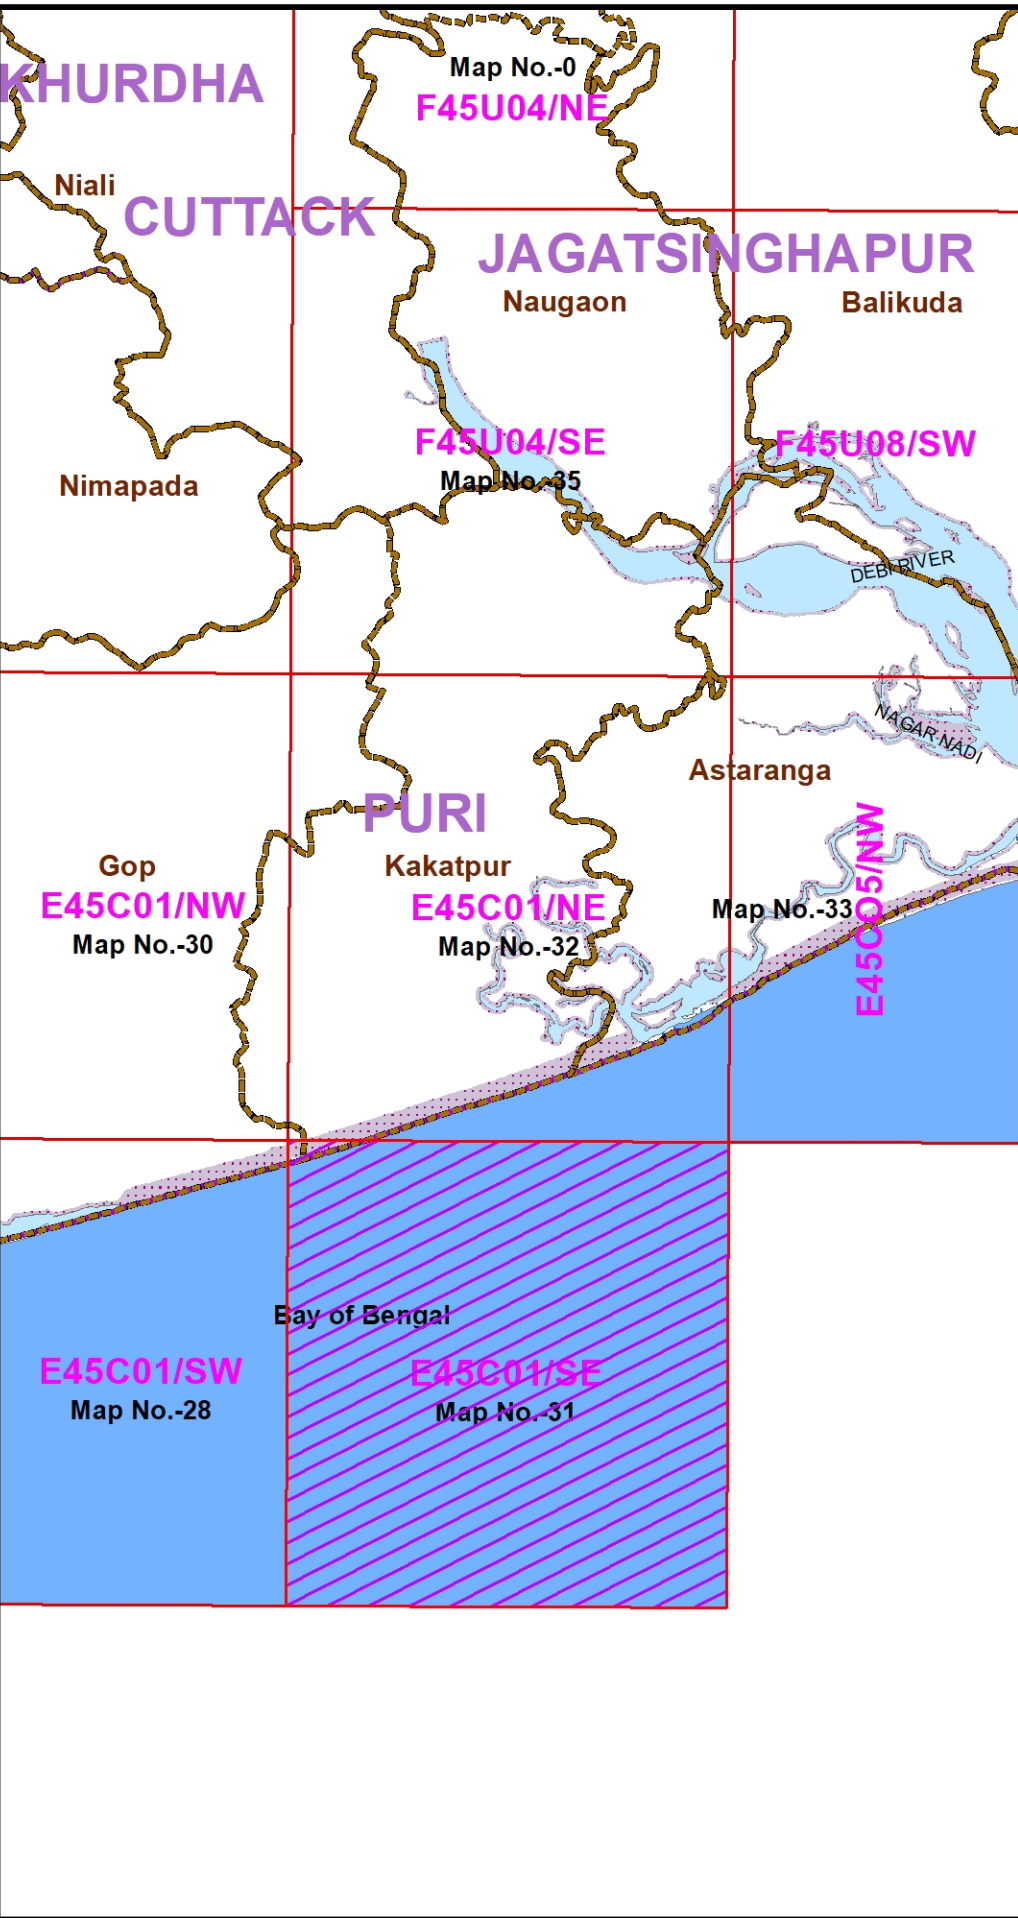 Map No.-0
KHURDHA
F45U04/NE
Niali
CUTTACK
JAGATSINGHAPUR
Naugaon
Balikuda
F45U04/SE
F45U08/SW
Map No.-35
Nimapada
DEBI RIVER
NAGAR NADI
Astaranga
PURI
Gop
Kakatpur
E45C01/NW
E45C01/NE
Map No.-33
E45CO5/NW
Map No.-30
Map No.-32
Bay of Bengal
E45C01/SW
E45C01/SE
Map No.-28
Map No.-31